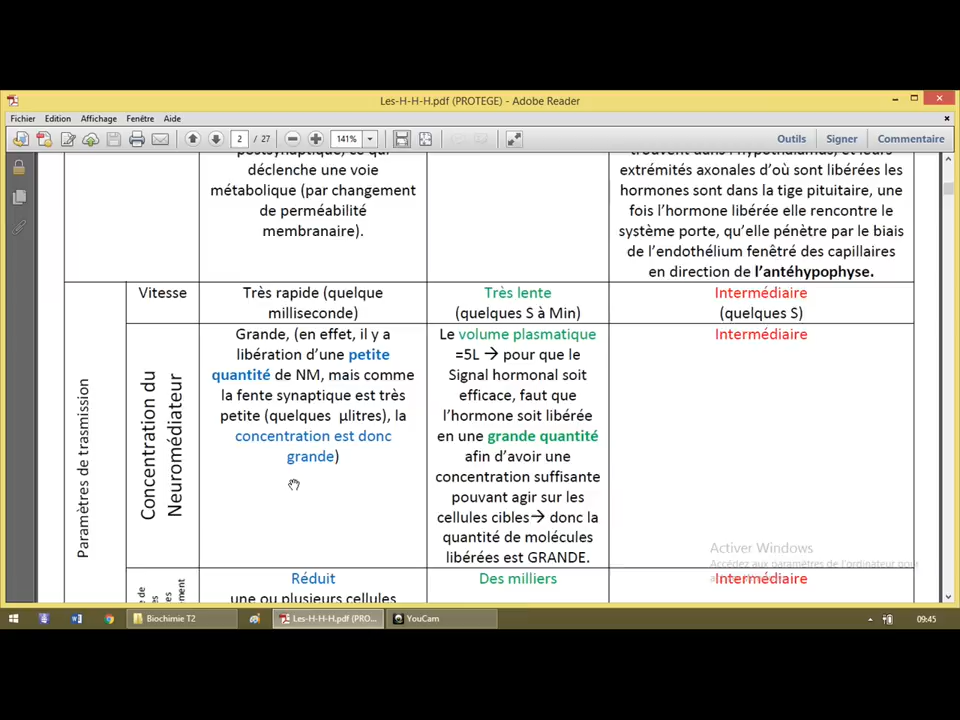 Les-H-H-H.pdf (PROTEGE) - Adobe Reader
Fichier Edition Affichage Fenêtre Aide
2 / 27 141% Outils Signer Commentaire
déclenche une voie
métabolique (par changement
de perméabilité
membranaire).
extrémités axonales d'où sont libérées les
hormones sont dans la tige pituitaire, une
fois l'hormone libérée elle rencontre le
système porte, qu'elle pénètre par le biais
de l'endothélium fenêtré des capillaires
en direction de l'antéhypophyse.
Paramètres de trasmission
Vitesse
Très rapide (quelque
milliseconde)
Très lente
(quelques S à Min)
Intermédiaire
(quelques S)
Concentration du
Neuromédiateur
Grande, (en effet, il y a
libération d'une petite
quantité de NM, mais comme
la fente synaptique est très
petite (quelques µlitres), la
concentration est donc
grande)
Le volume plasmatique
=5L → pour que le
Signal hormonal soit
efficace, faut que
l'hormone soit libérée
en une grande quantité
afin d'avoir une
concentration suffisante
pouvant agir sur les
cellules cibles→ donc la
quantité de molécules
libérées est GRANDE.
Intermédiaire
Réduit
une ou plusieurs cellules
Des milliers
Intermédiaire
Activer Windows
Accédez aux paramètres de l'ordinateur pour
Biochimie T2
Les-H-H-H.pdf (PRO...
YouCam
09:45